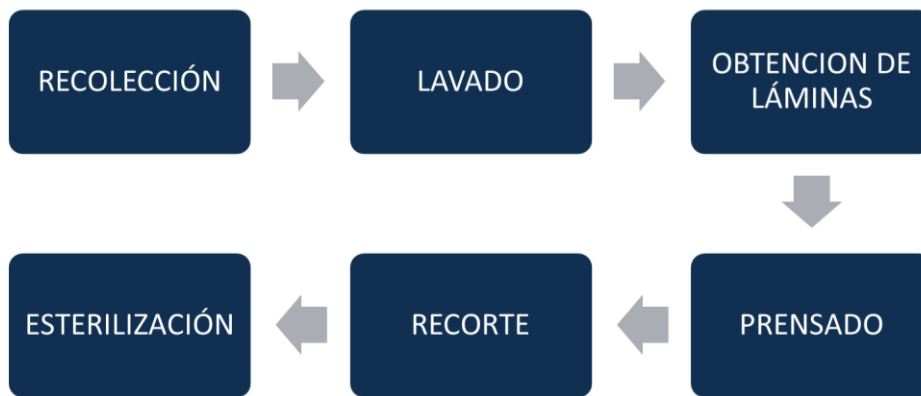 RECOLECCIÓN
LAVADO
OBTENCION DE
LÁMINAS
PRENSADO
RECORTE
ESTERILIZACIÓN